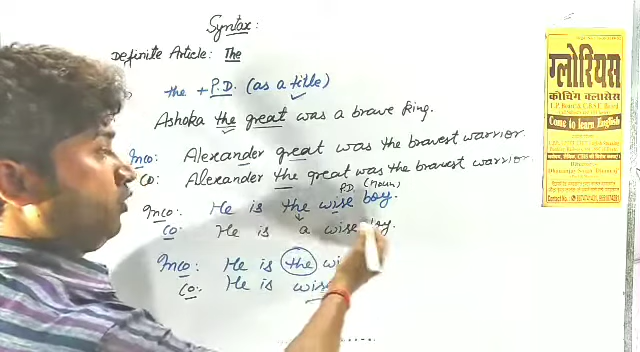 Syntax:
Definite Article: The
the + P.D. (as a title)
Ashoka the great was a brave king.
Inco: Alexander great was the bravest warrior.
Co: Alexander the great was the bravest warrior.
P.D. (Noun)
Inco: He is the wise boy.
Co: He is a wise boy.
Inco: He is the
Co: He is wise
ग्लोरियस
कोचिंग क्लासेस
Come to learn English